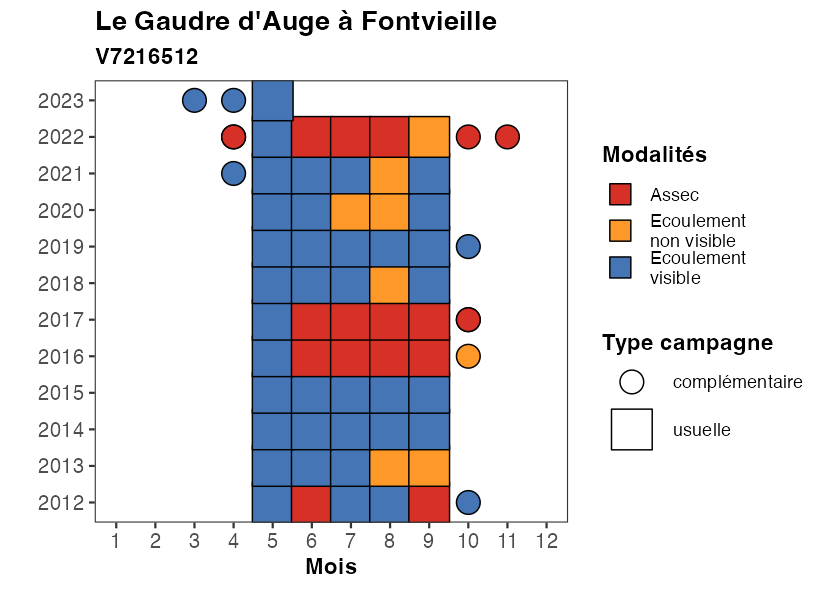 Le Gaudre d'Auge à Fontvieille
V7216512
2023
2022
2021
2020
2019
2018
2017
2016
2015
2014
2013
2012
1 2 3 4 5 6 7 8 9 10 11 12
Mois
Modalités
Assec
Ecoulement
non visible
Ecoulement
visible
Type campagne
complémentaire
usuelle